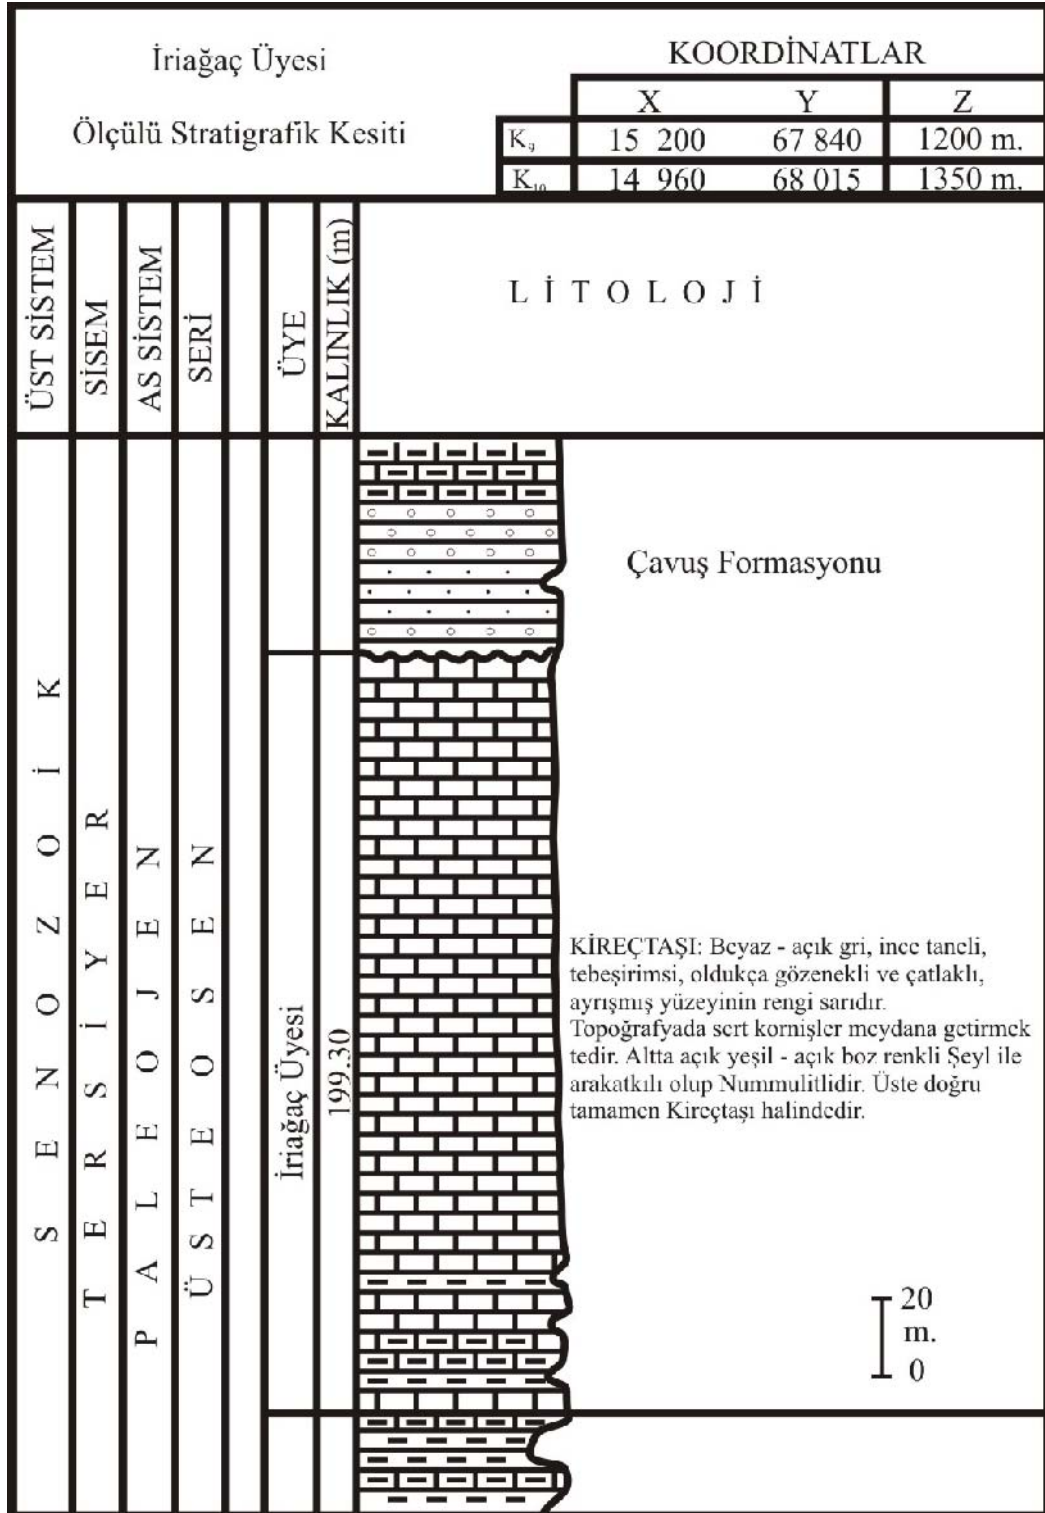 İriağaç Üyesi
Ölçülü Stratigrafik Kesiti
KOORDİNATLAR
X Y Z
K₉ 15 200 67 840 1200 m.
K₁₀ 14 960 68 015 1350 m.
ÜST SİSTEM
SİSEM
AS SİSTEM
SERİ
ÜYE
KALINLIK (m)
L İ T O L O J İ
S E N O Z O İ K
T E R S İ Y E R
P A L E O J E N
Ü S T E O S E N
İriağaç Üyesi
199.30
Çavuş Formasyonu
KİREÇTAŞI: Beyaz - açık gri, ince taneli,
tebeşirimsi, oldukça gözenekli ve çatlaklı,
ayrışmış yüzeyinin rengi sarıdır.
Topoğrafyada sert kornişler meydana getirmek
tedir. Altta açık yeşil - açık boz renkli Şeyl ile
arakatkılı olup Nummulitlidir. Üste doğru
tamamen Kireçtaşı halindedir.
20
m.
0